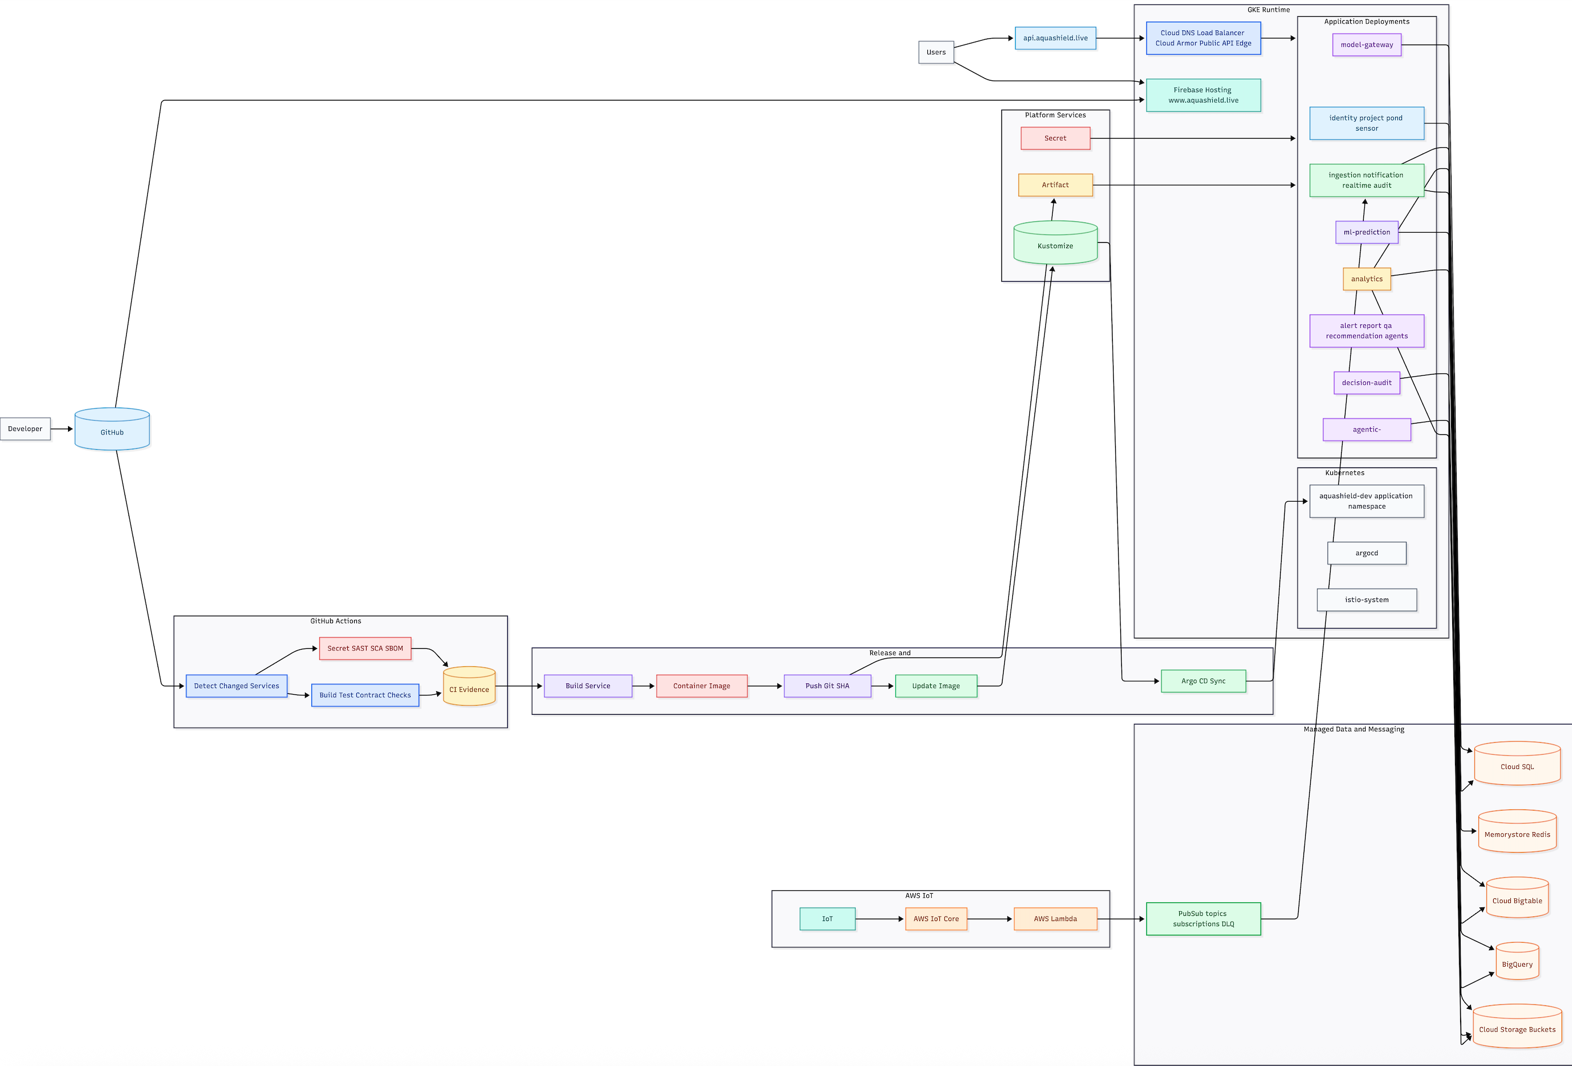 GKE Runtime
Application Deployments
Users
api.aquashield.live
Cloud DNS Load Balancer
Cloud Armor Public API Edge
model-gateway
Firebase Hosting
www.aquashield.live
Platform Services
Secret
Artifact
Kustomize
identity project pond
sensor
ingestion notification
realtime audit
ml-prediction
analytics
alert report qa
recommendation agents
decision-audit
agentic-
Developer
GitHub
Kubernetes
aquashield-dev application
namespace
argocd
istio-system
GitHub Actions
Detect Changed Services
Secret SAST SCA SBOM
Build Test Contract Checks
CI Evidence
Release and
Build Service
Container Image
Push Git SHA
Update Image
Argo CD Sync
Managed Data and Messaging
Cloud SQL
Memorystore Redis
Cloud Bigtable
BigQuery
Cloud Storage Buckets
AWS IoT
IoT
AWS IoT Core
AWS Lambda
PubSub topics
subscriptions DLQ